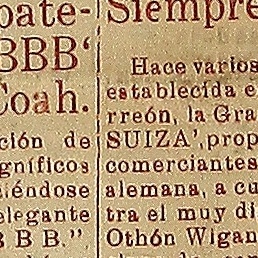 oate-
BBB‘
Coah.
ción de
gníficos
iéndose
elegante
B B B."
Siempre
Hace varios
establecida e
rreón, la Gra
SUIZA’, prop
comerciantes
alemana, a cu
tra el muy di
Othón Wigan